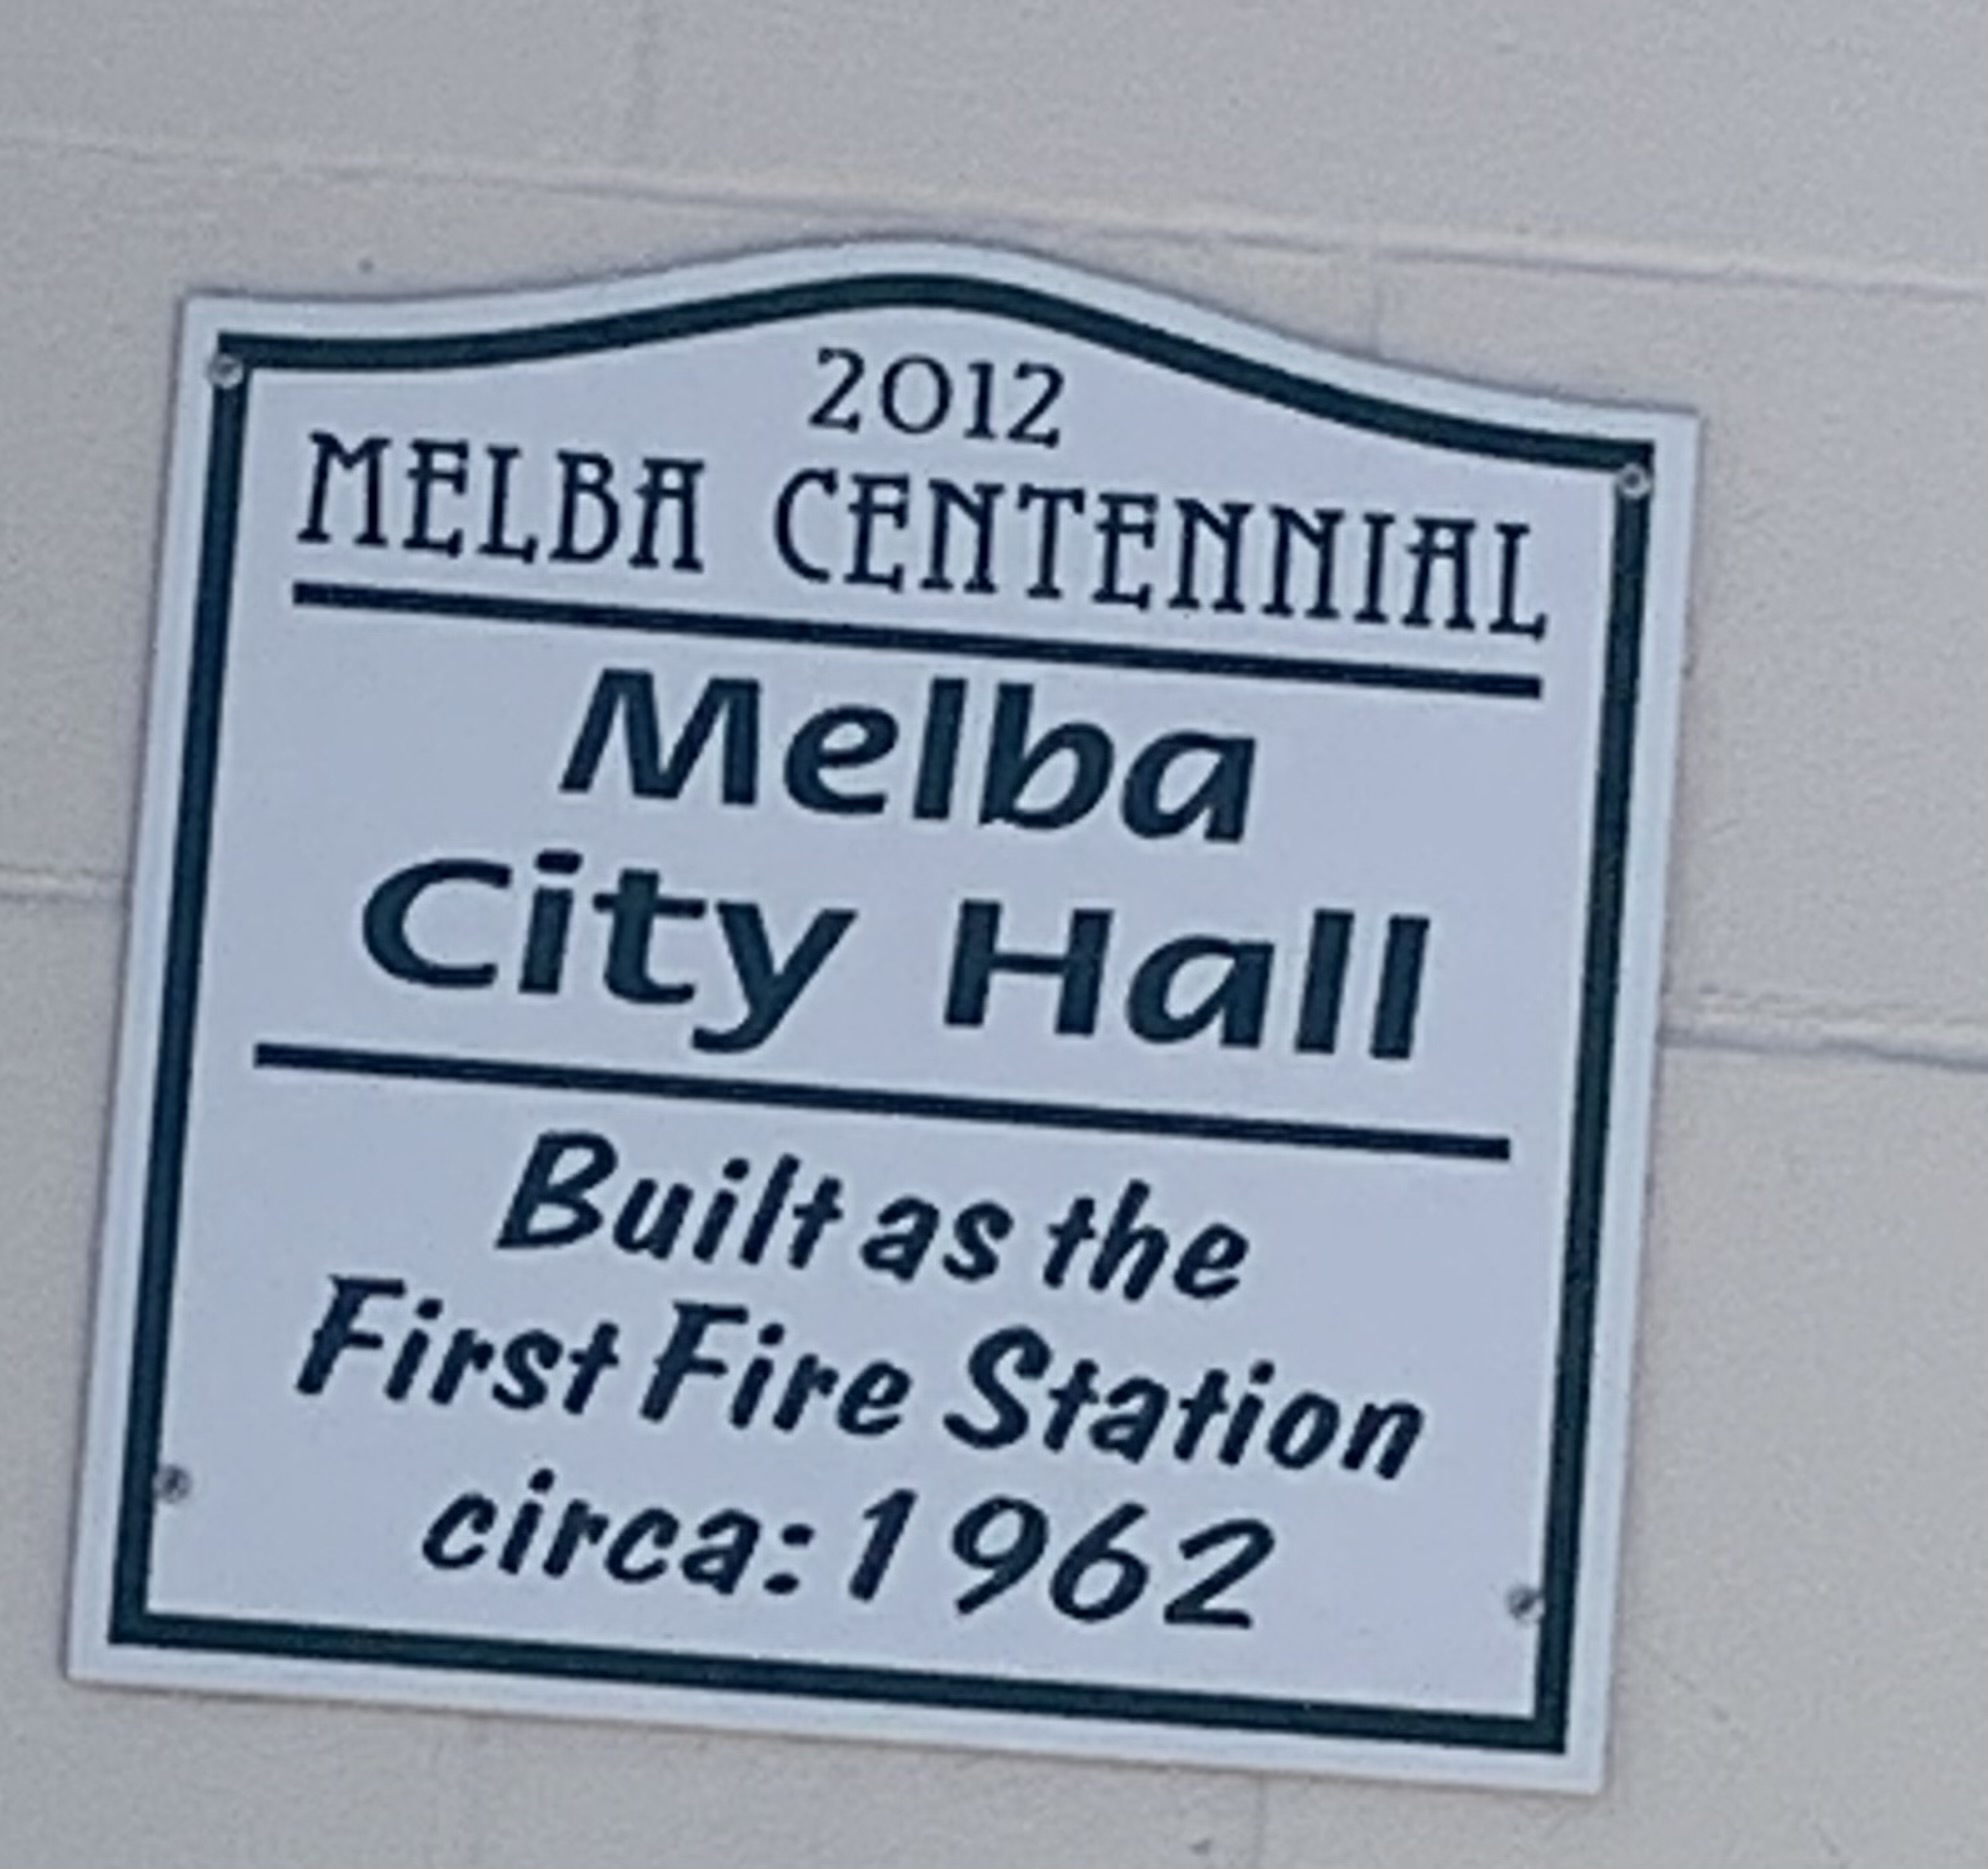 2012
MELBA CENTENNIAL
Melba
City Hall
Built as the
First Fire Station
circa: 1962